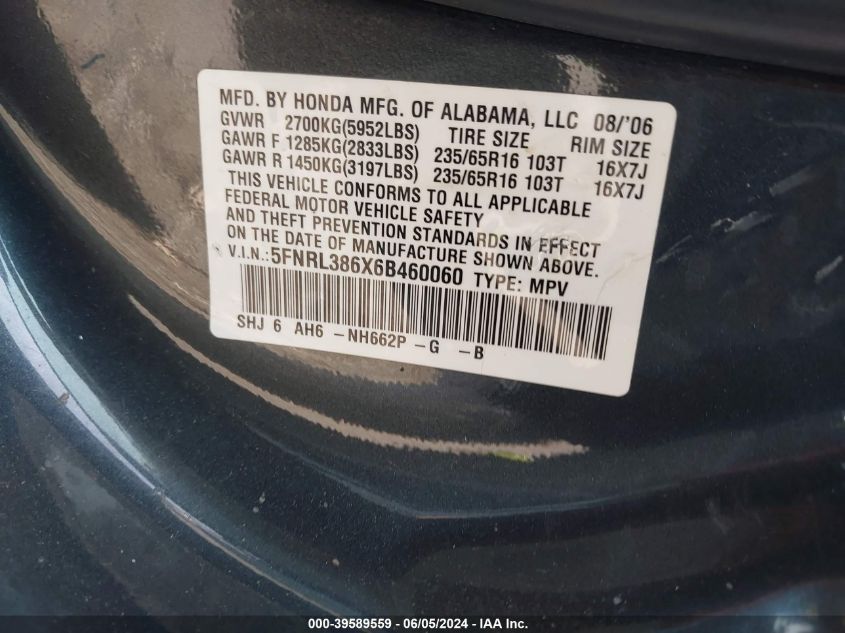 MFD. BY HONDA MFG. OF ALABAMA, LLC 08/'06
GVWR 2700KG(5952LBS) TIRE SIZE RIM SIZE
GAWR F 1285KG(2833LBS) 235/65R16 103T 16X7J
GAWR R 1450KG(3197LBS) 235/65R16 103T 16X7J
THIS VEHICLE CONFORMS TO ALL APPLICABLE
FEDERAL MOTOR VEHICLE SAFETY
AND THEFT PREVENTION STANDARDS IN EFFECT
ON THE DATE OF MANUFACTURE SHOWN ABOVE.
V.I.N.:5FNRL386X6B460060 TYPE: MPV
SHJ 6 AH6 -NH662P -G -B
000-39589559 - 06/05/2024 - IAA Inc.